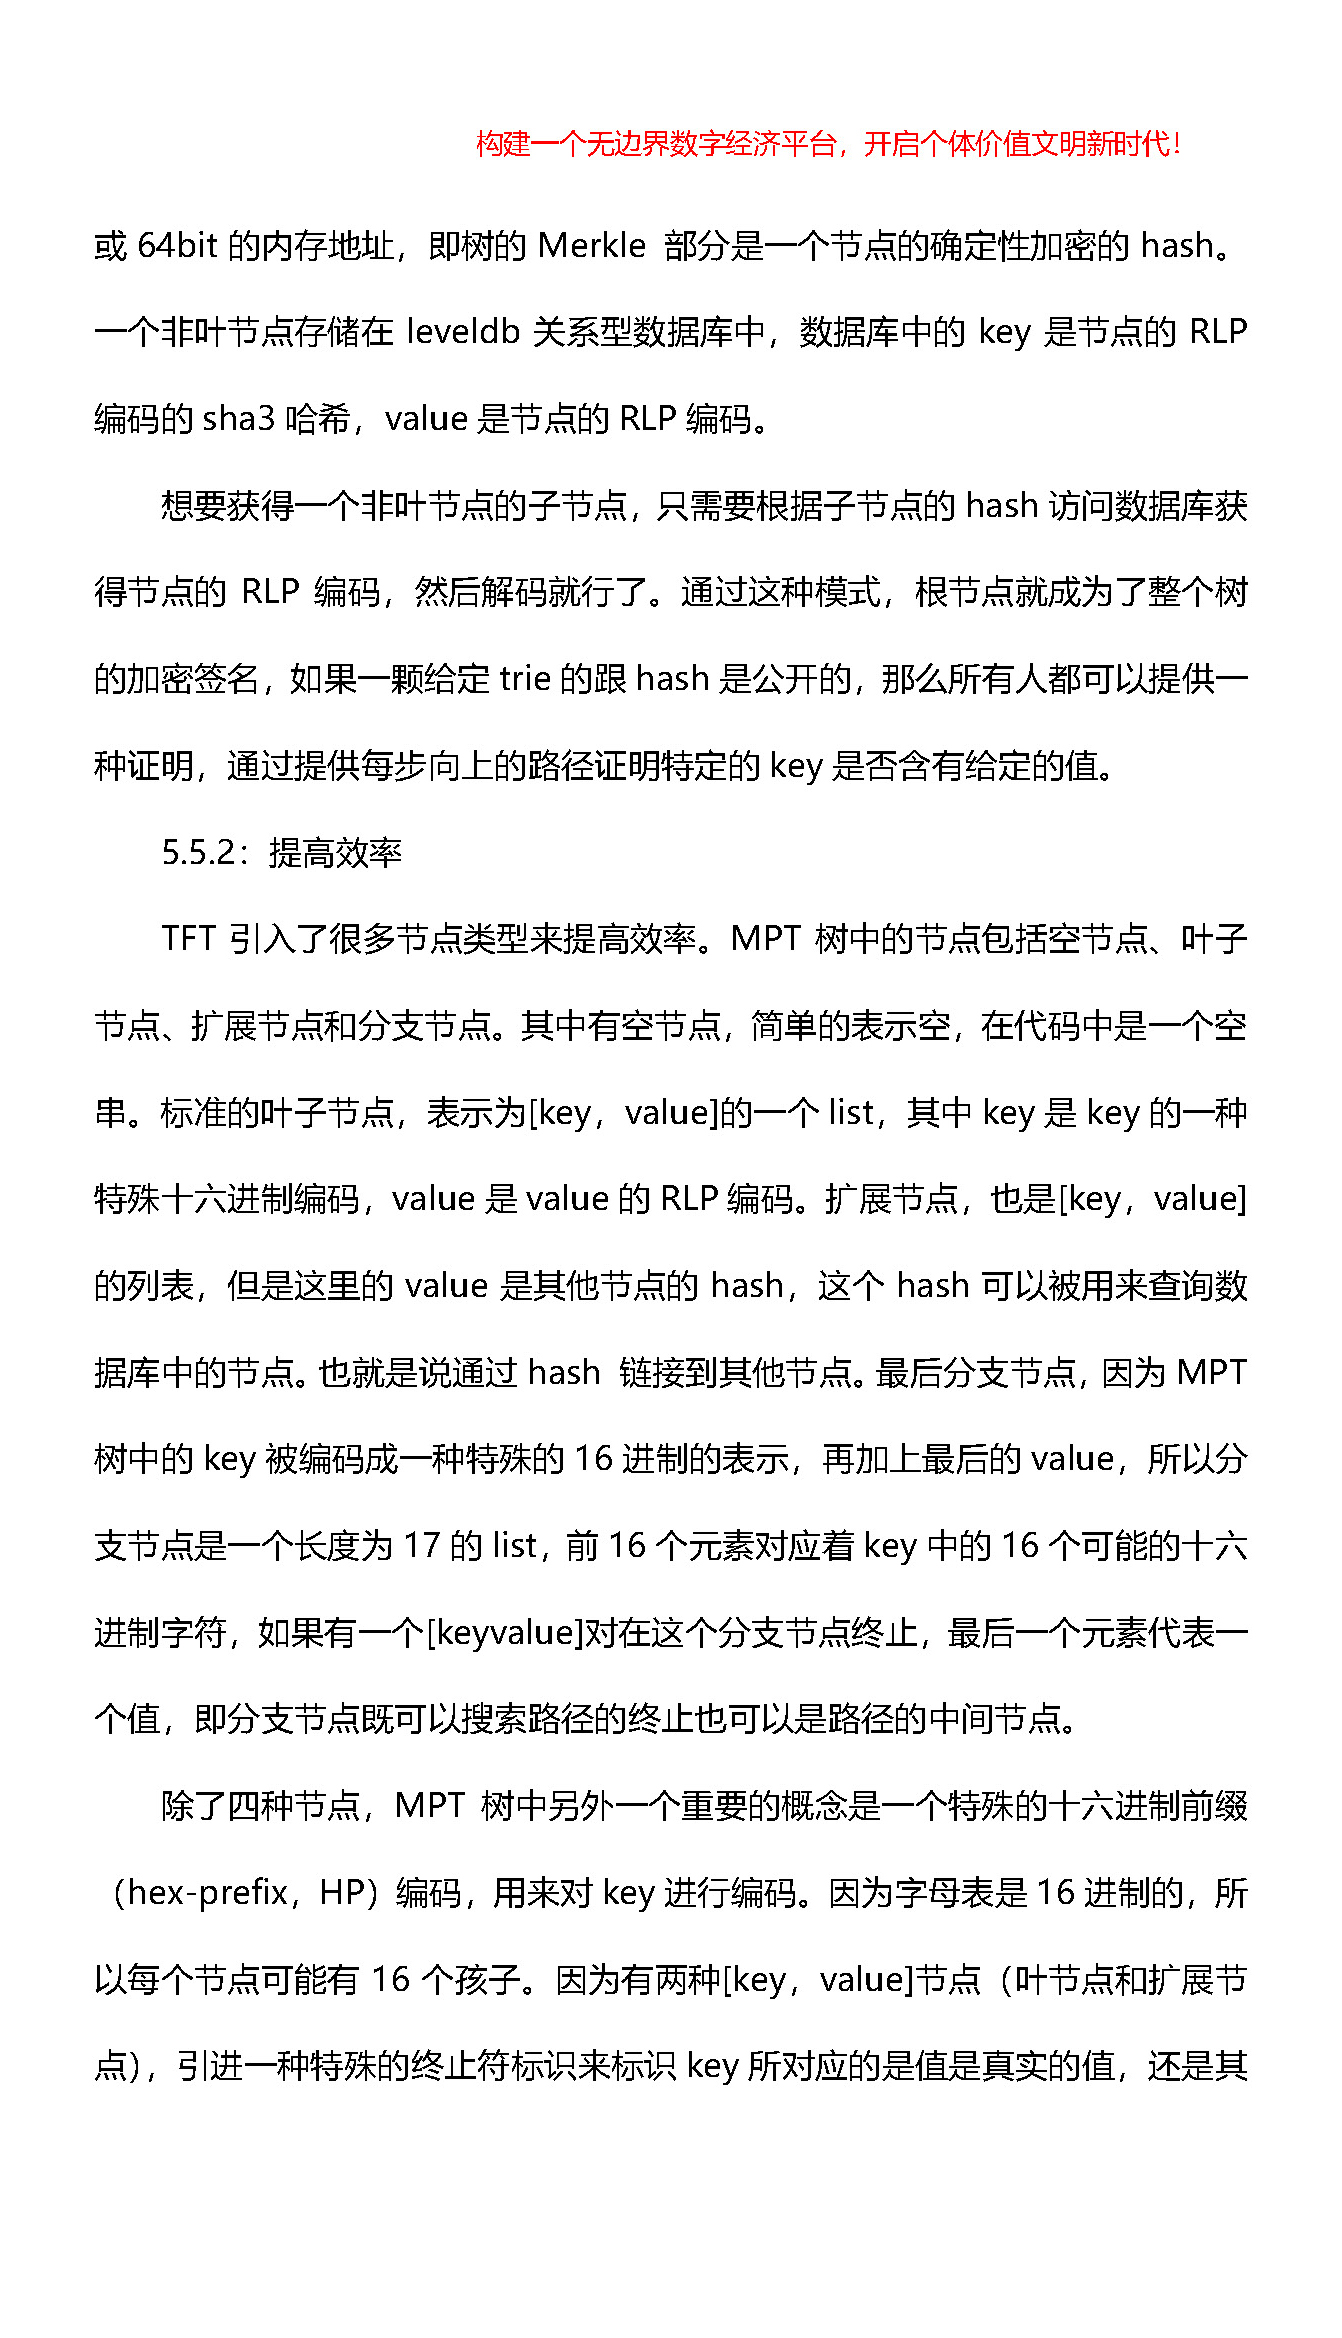 构建一个无边界数字经济平台，开启个体价值文明新时代！
或 64bit 的内存地址，即树的 Merkle 部分是一个节点的确定性加密的 hash。
一个非叶节点存储在 leveldb 关系型数据库中，数据库中的 key 是节点的 RLP
编码的 sha3 哈希，value 是节点的 RLP 编码。
想要获得一个非叶节点的子节点，只需要根据子节点的 hash 访问数据库获
得节点的 RLP 编码，然后解码就行了。通过这种模式，根节点就成为了整个树
的加密签名，如果一颗给定 trie 的跟 hash 是公开的，那么所有人都可以提供一
种证明，通过提供每步向上的路径证明特定的 key 是否含有给定的值。
5.5.2：提高效率
TFT 引入了很多节点类型来提高效率。MPT 树中的节点包括空节点、叶子
节点、扩展节点和分支节点。其中有空节点，简单的表示空，在代码中是一个空
串。标准的叶子节点，表示为[key，value]的一个 list，其中 key 是 key 的一种
特殊十六进制编码，value 是 value 的 RLP 编码。扩展节点，也是[key，value]
的列表，但是这里的 value 是其他节点的 hash，这个 hash 可以被用来查询数
据库中的节点。也就是说通过 hash 链接到其他节点。最后分支节点，因为 MPT
树中的 key 被编码成一种特殊的 16 进制的表示，再加上最后的 value，所以分
支节点是一个长度为 17 的 list，前 16 个元素对应着 key 中的 16 个可能的十六
进制字符，如果有一个[keyvalue]对在这个分支节点终止，最后一个元素代表一
个值，即分支节点既可以搜索路径的终止也可以是路径的中间节点。
除了四种节点，MPT 树中另外一个重要的概念是一个特殊的十六进制前缀
（hex-prefix，HP）编码，用来对 key 进行编码。因为字母表是 16 进制的，所
以每个节点可能有 16 个孩子。因为有两种[key，value]节点（叶节点和扩展节
点），引进一种特殊的终止符标识来标识 key 所对应的是值是真实的值，还是其